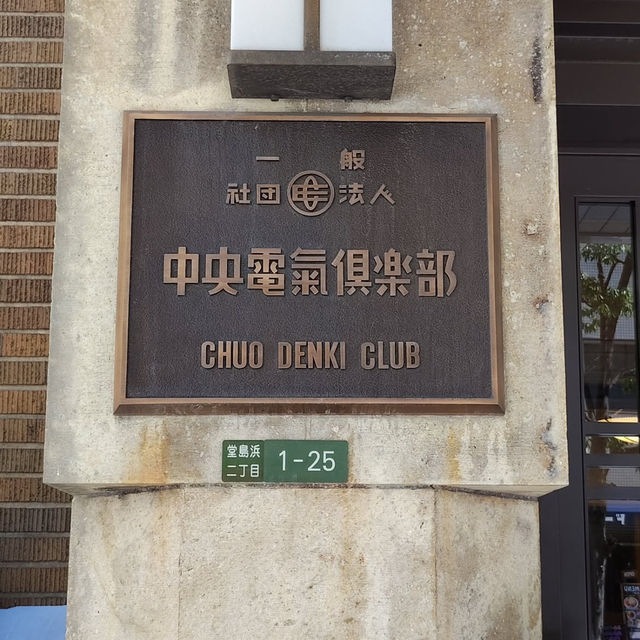 一般
社団 法人
中央電氣倶楽部
CHUO DENKI CLUB
堂島浜
二丁目
1-25